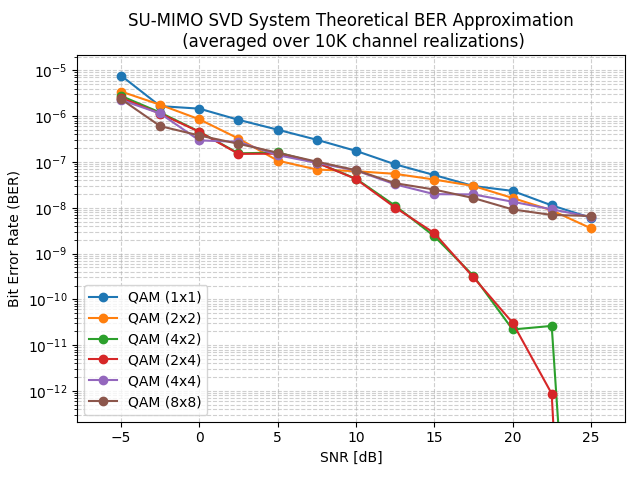 SU-MIMO SVD System Theoretical BER Approximation
(averaged over 10K channel realizations)
Bit Error Rate (BER)
10⁻⁵
10⁻⁶
10⁻⁷
10⁻⁸
10⁻⁹
10⁻¹⁰
10⁻¹¹
10⁻¹²
QAM (1x1)
QAM (2x2)
QAM (4x2)
QAM (2x4)
QAM (4x4)
QAM (8x8)
−5 0 5 10 15 20 25
SNR [dB]